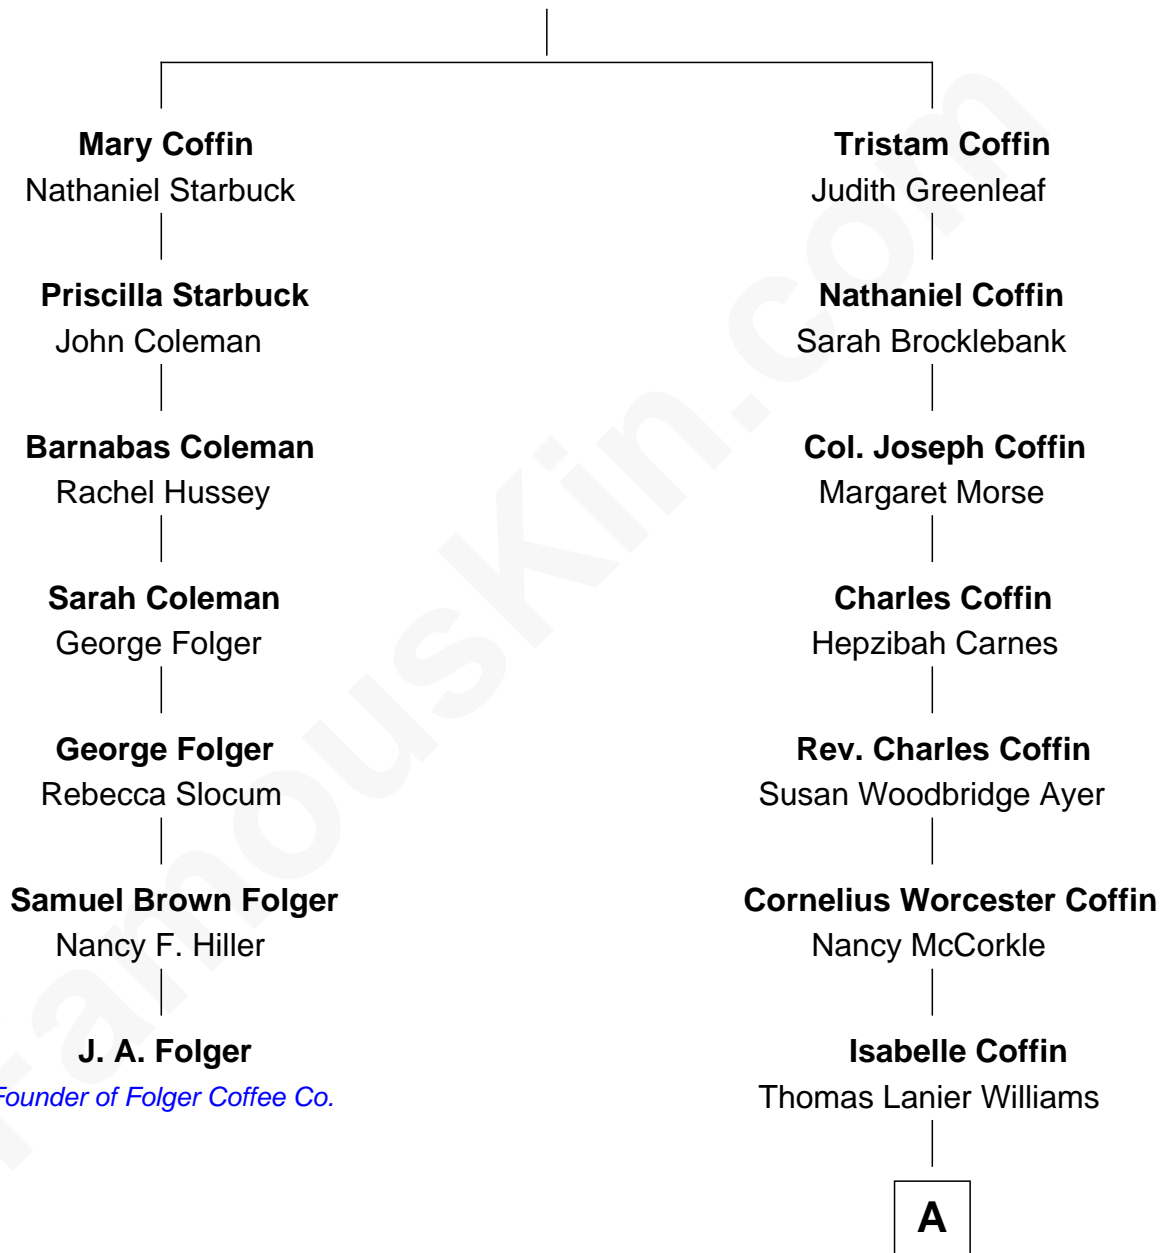 Mary Coffin
Nathaniel Starbuck
Priscilla Starbuck
John Coleman
Barnabas Coleman
Rachel Hussey
Sarah Coleman
George Folger
George Folger
Rebecca Slocum
Samuel Brown Folger
Nancy F. Hiller
J. A. Folger
Founder of Folger Coffee Co.
Tristam Coffin
Judith Greenleaf
Nathaniel Coffin
Sarah Brocklebank
Col. Joseph Coffin
Margaret Morse
Charles Coffin
Hepzibah Carnes
Rev. Charles Coffin
Susan Woodbridge Ayer
Cornelius Worcester Coffin
Nancy McCorkle
Isabelle Coffin
Thomas Lanier Williams
A
FamousKin.com